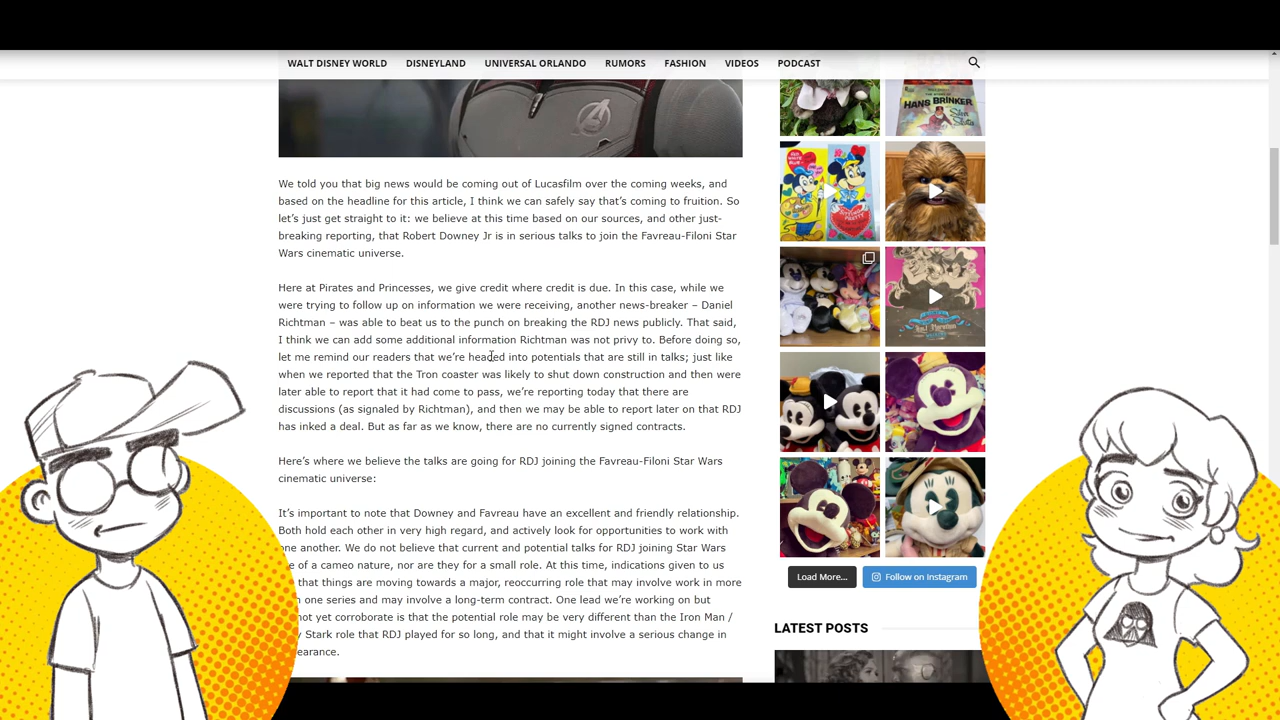 WALT DISNEY WORLD DISNEYLAND UNIVERSAL ORLANDO RUMORS FASHION VIDEOS PODCAST
HANS BRINKER
We told you that big news would be coming out of Lucasfilm over the coming weeks, and
based on the headline for this article, I think we can safely say that's coming to fruition. So
let's just get straight to it: we believe at this time based on our sources, and other just-
breaking reporting, that Robert Downey Jr is in serious talks to join the Favreau-Filoni Star
Wars cinematic universe.
Here at Pirates and Princesses, we give credit where credit is due. In this case, while we
were trying to follow up on information we were receiving, another news-breaker – Daniel
Richtman – was able to beat us to the punch on breaking the RDJ news publicly. That said,
I think we can add some additional information Richtman was not privy to. Before doing so,
let me remind our readers that we're headed into potentials that are still in talks; just like
when we reported that the Tron coaster was likely to shut down construction and then were
later able to report that it had come to pass, we're reporting today that there are
discussions (as signaled by Richtman), and then we may be able to report later on that RDJ
has inked a deal. But as far as we know, there are no currently signed contracts.
Here's where we believe the talks are going for RDJ joining the Favreau-Filoni Star Wars
cinematic universe:
It's important to note that Downey and Favreau have an excellent and friendly relationship.
Both hold each other in very high regard, and actively look for opportunities to work with
one another. We do not believe that current and potential talks for RDJ joining Star Wars
of a cameo nature, nor are they for a small role. At this time, indications given to us
that things are moving towards a major, reoccurring role that may involve work in more
one series and may involve a long-term contract. One lead we're working on but
not yet corroborate is that the potential role may be very different than the Iron Man /
Stark role that RDJ played for so long, and that it might involve a serious change in
Load More...
Follow on Instagram
LATEST POSTS